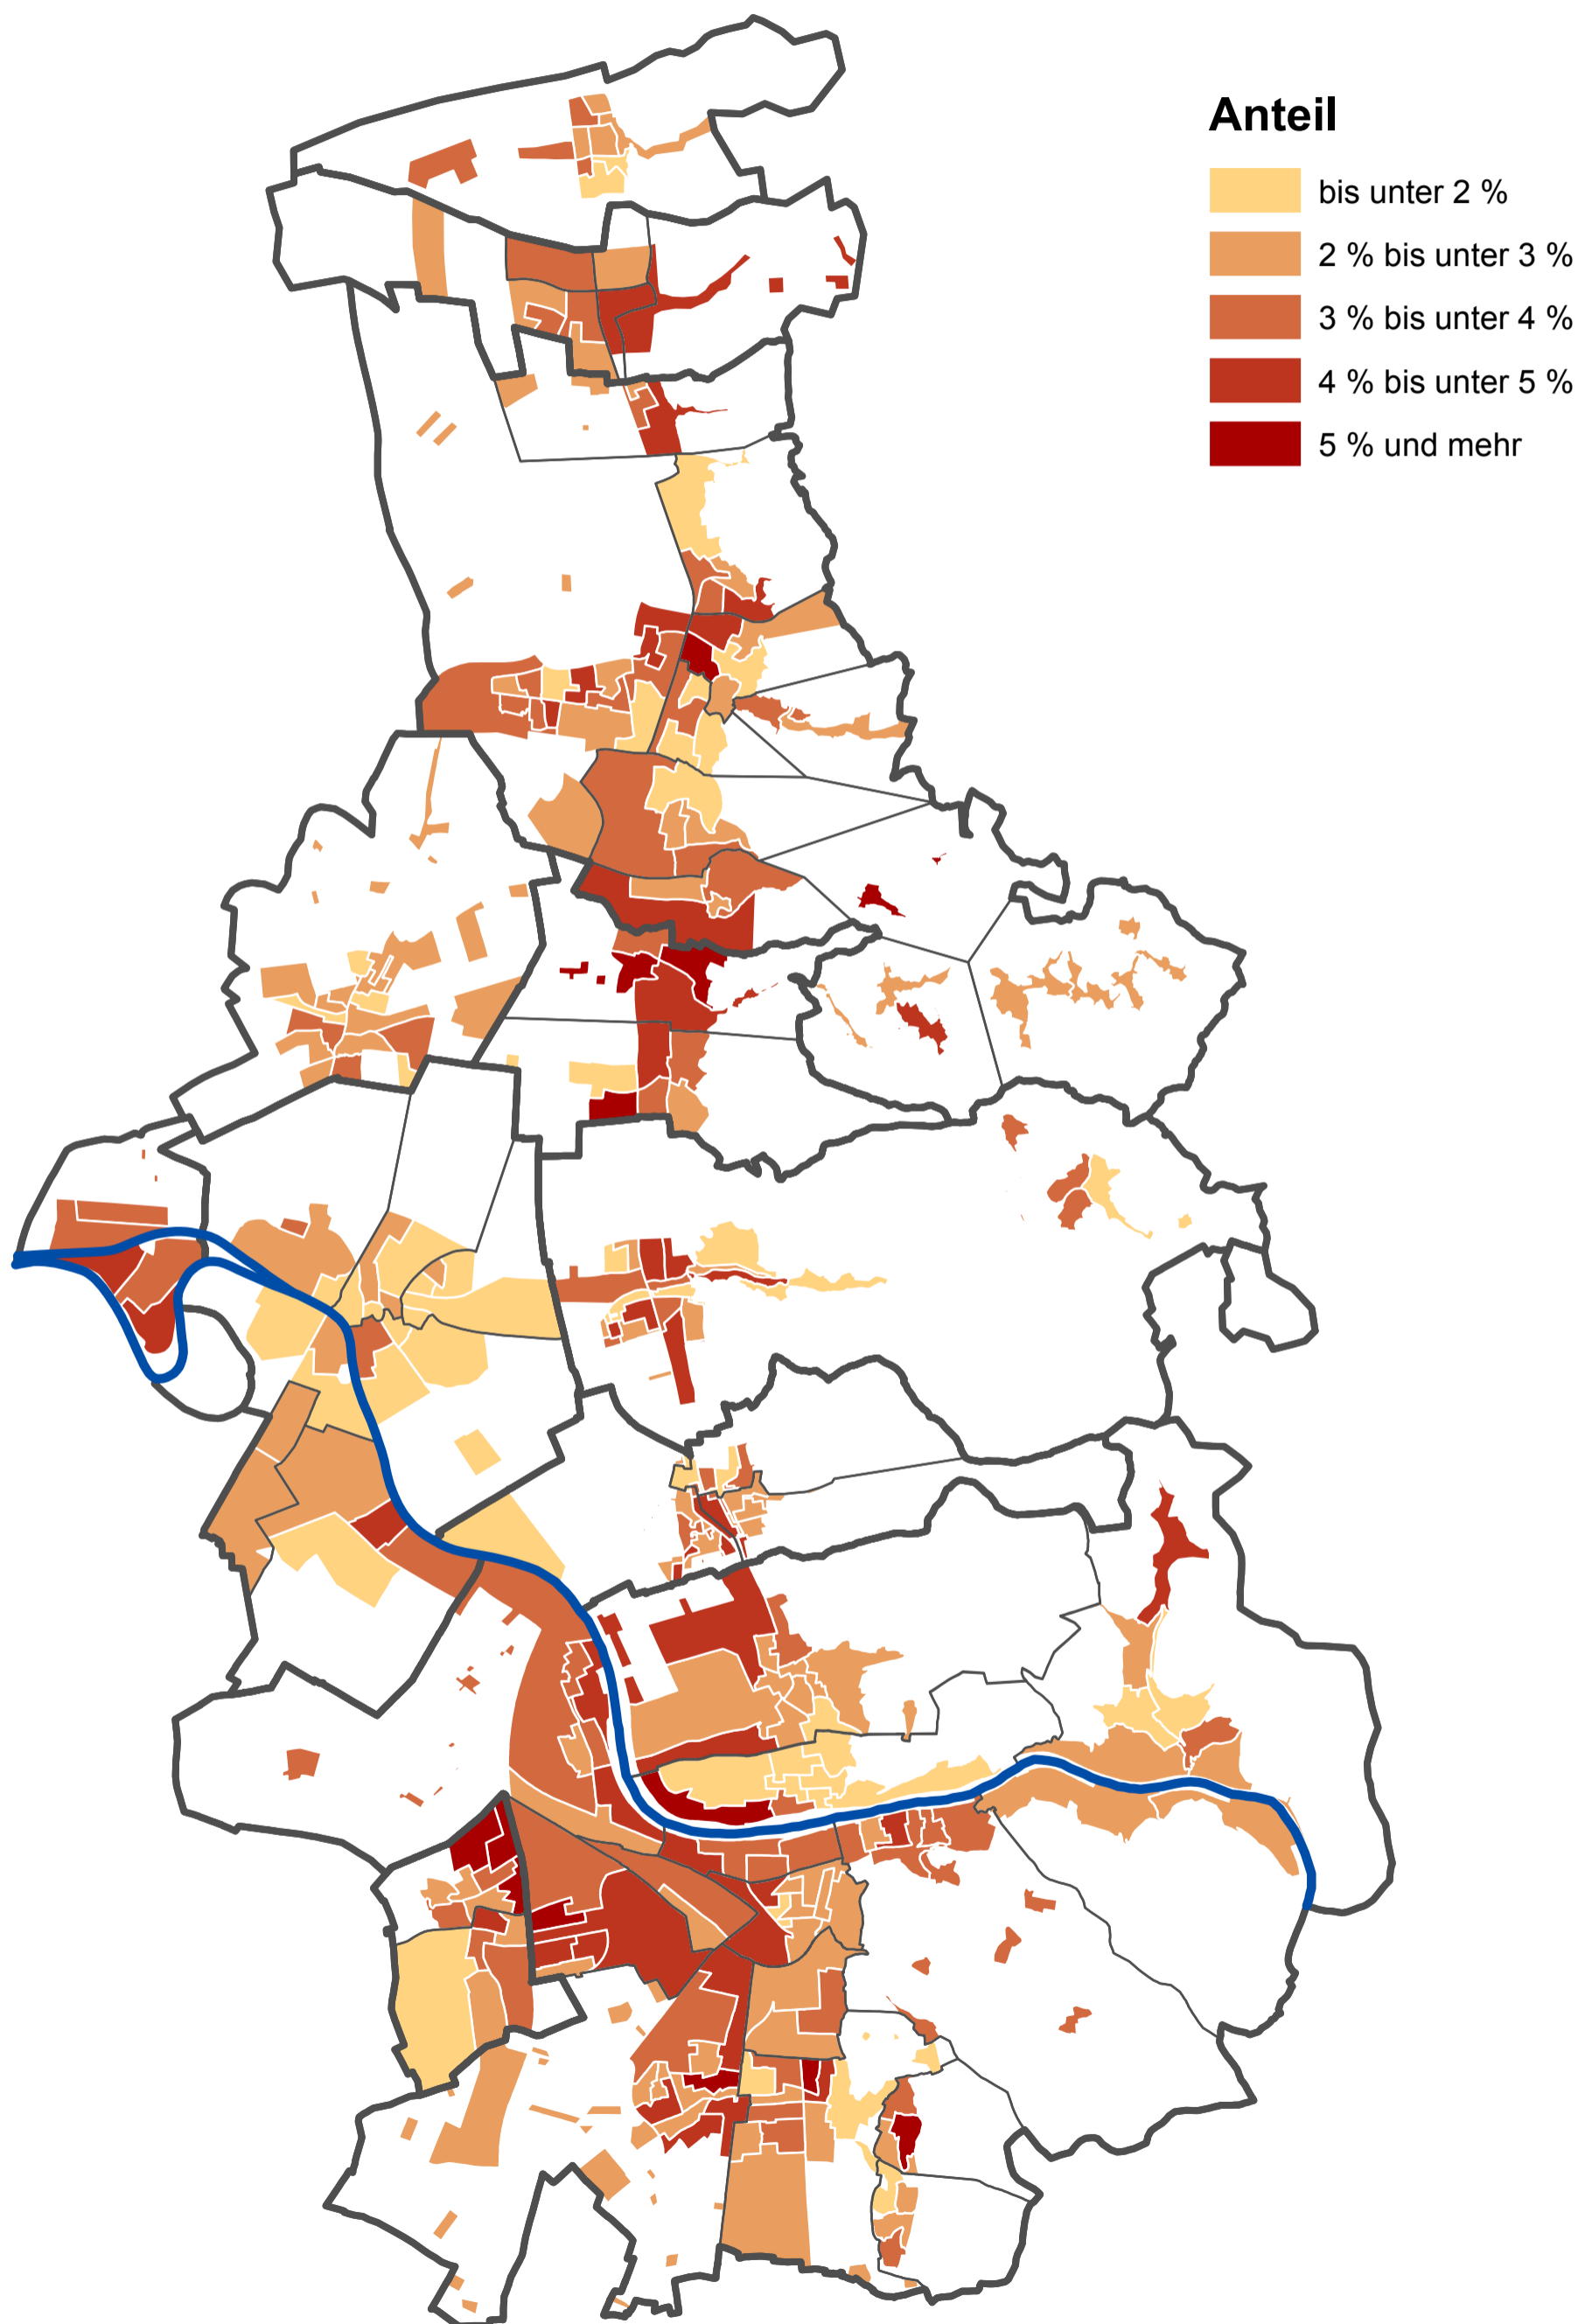 Anteil
bis unter 2 %
2 % bis unter 3 %
3 % bis unter 4 %
4 % bis unter 5 %
5 % und mehr